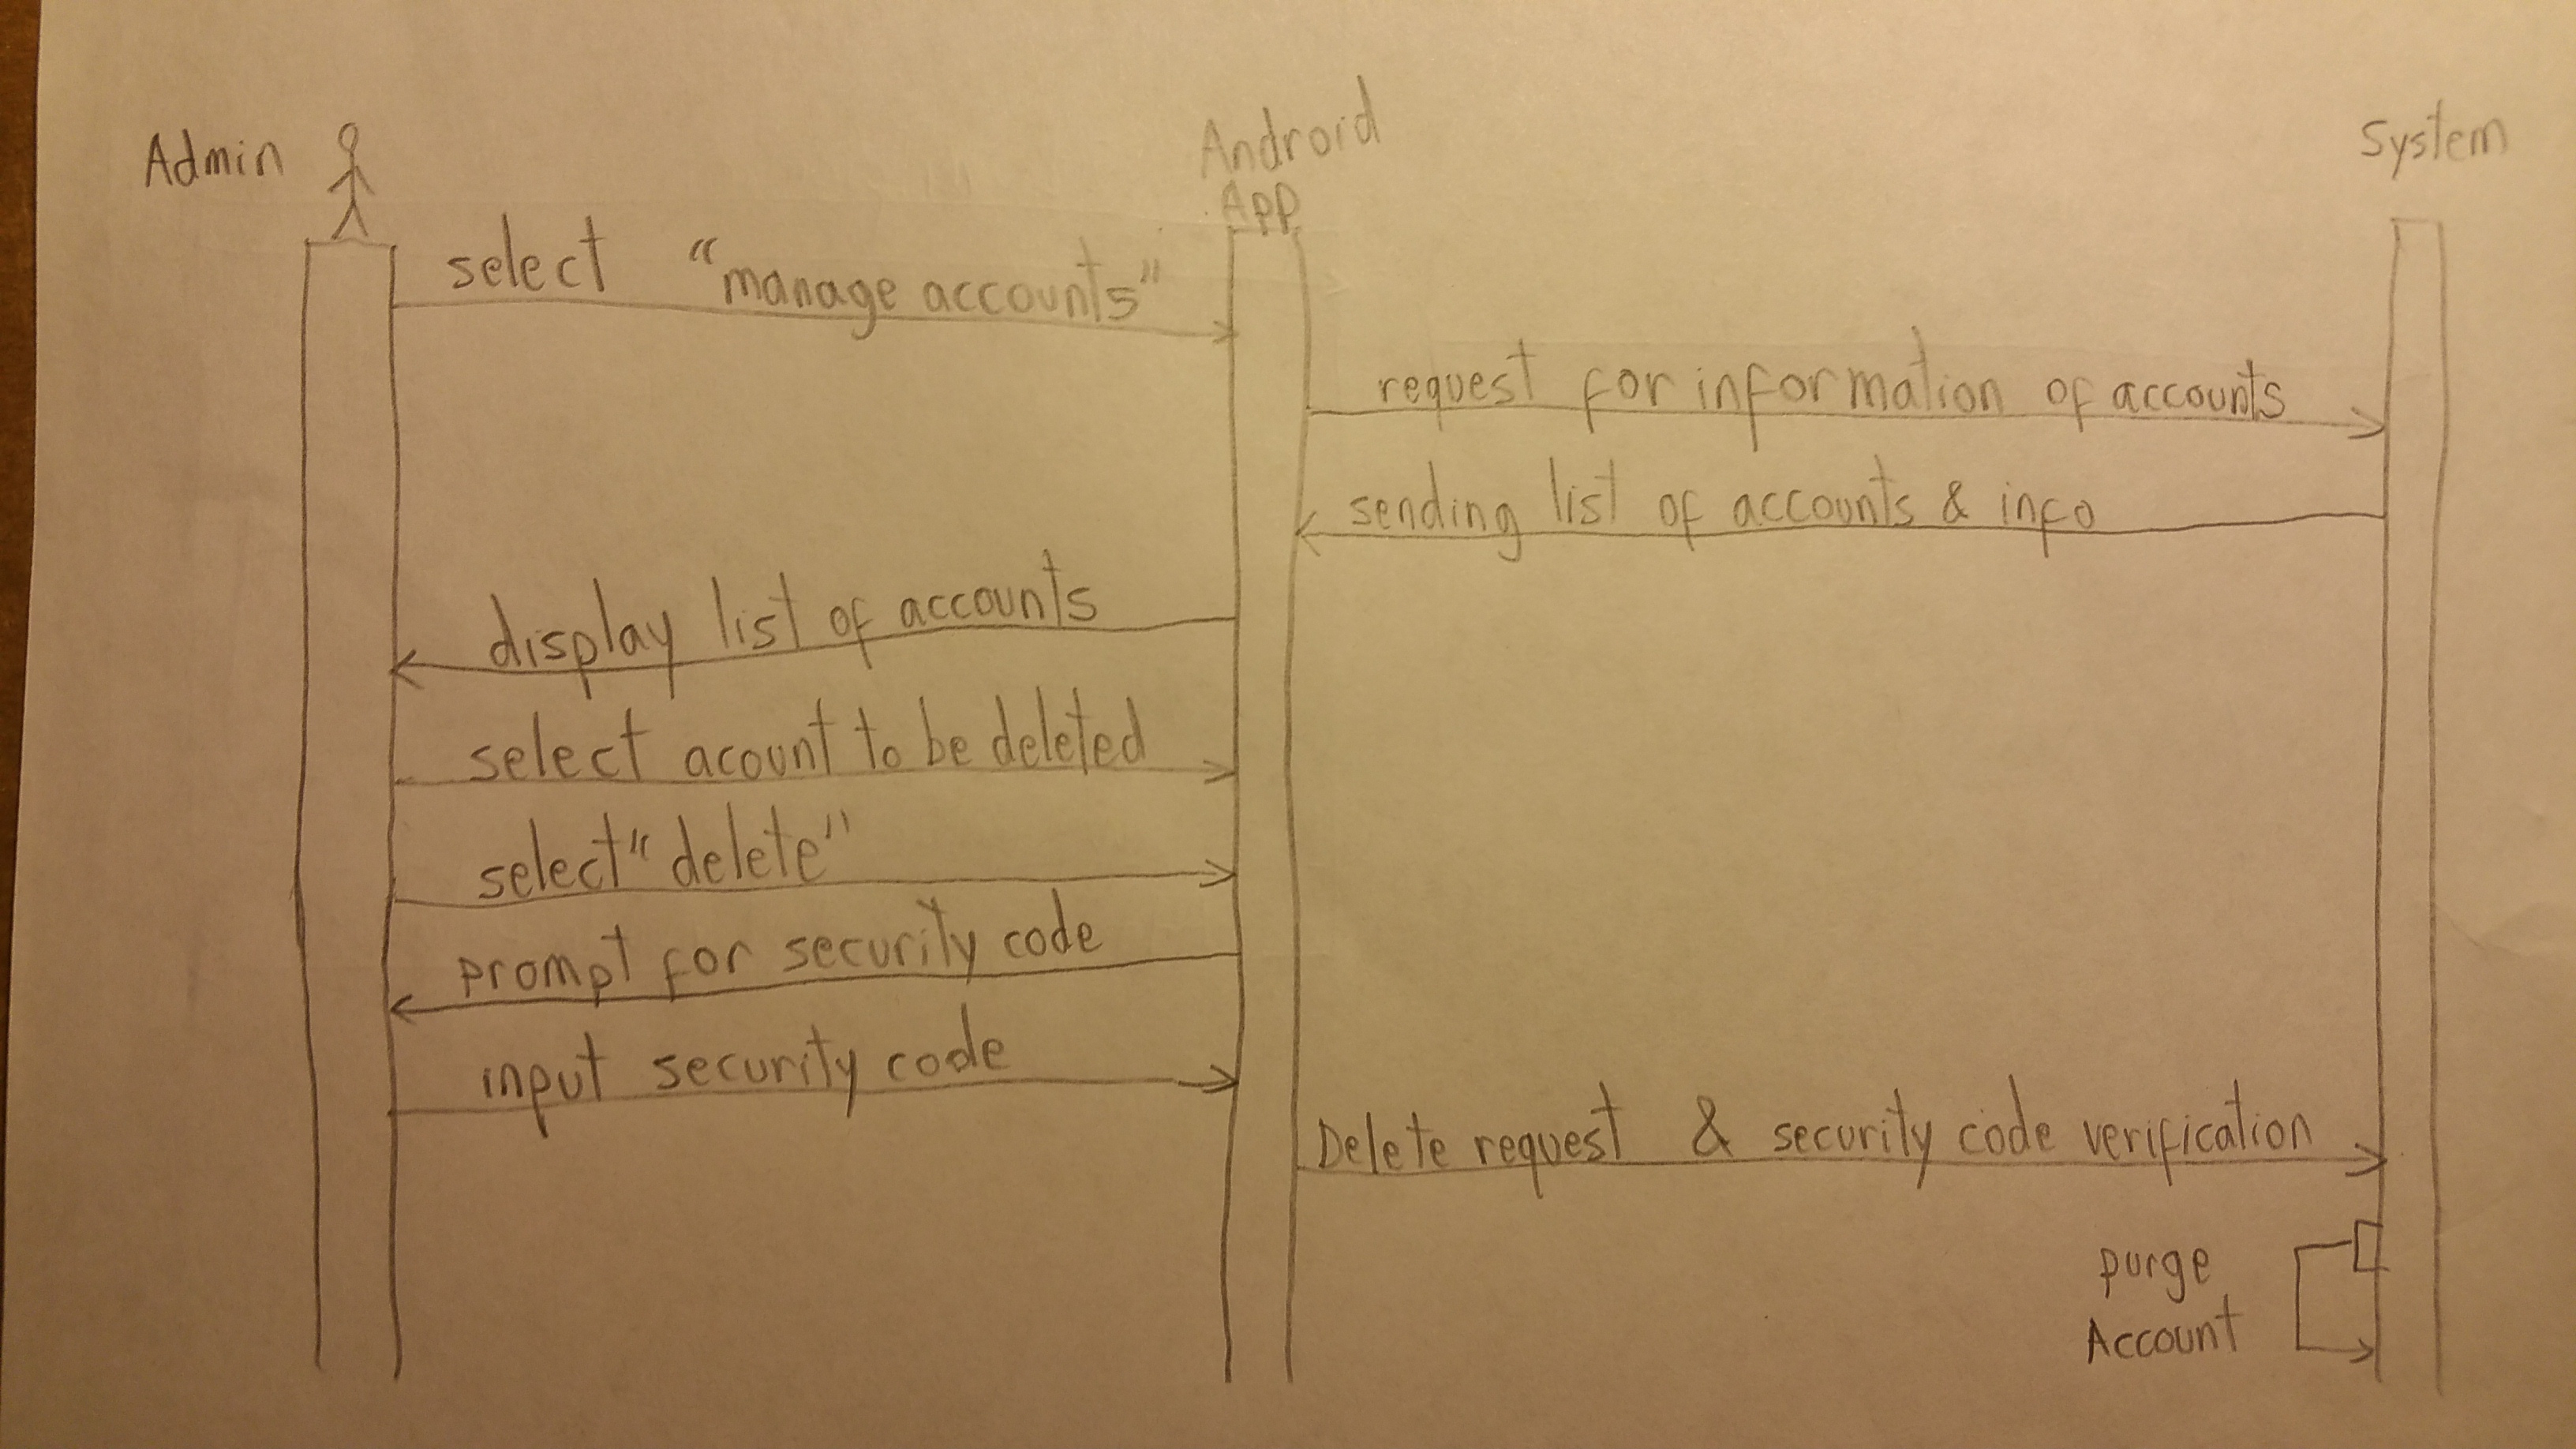 Admin
Android
App
System
select "manage accounts"
request for information of accounts
sending list of accounts & info
display list of accounts
select acount to be deleted
select "delete"
prompt for security code
input security code
Delete request & security code verification
purge
Account